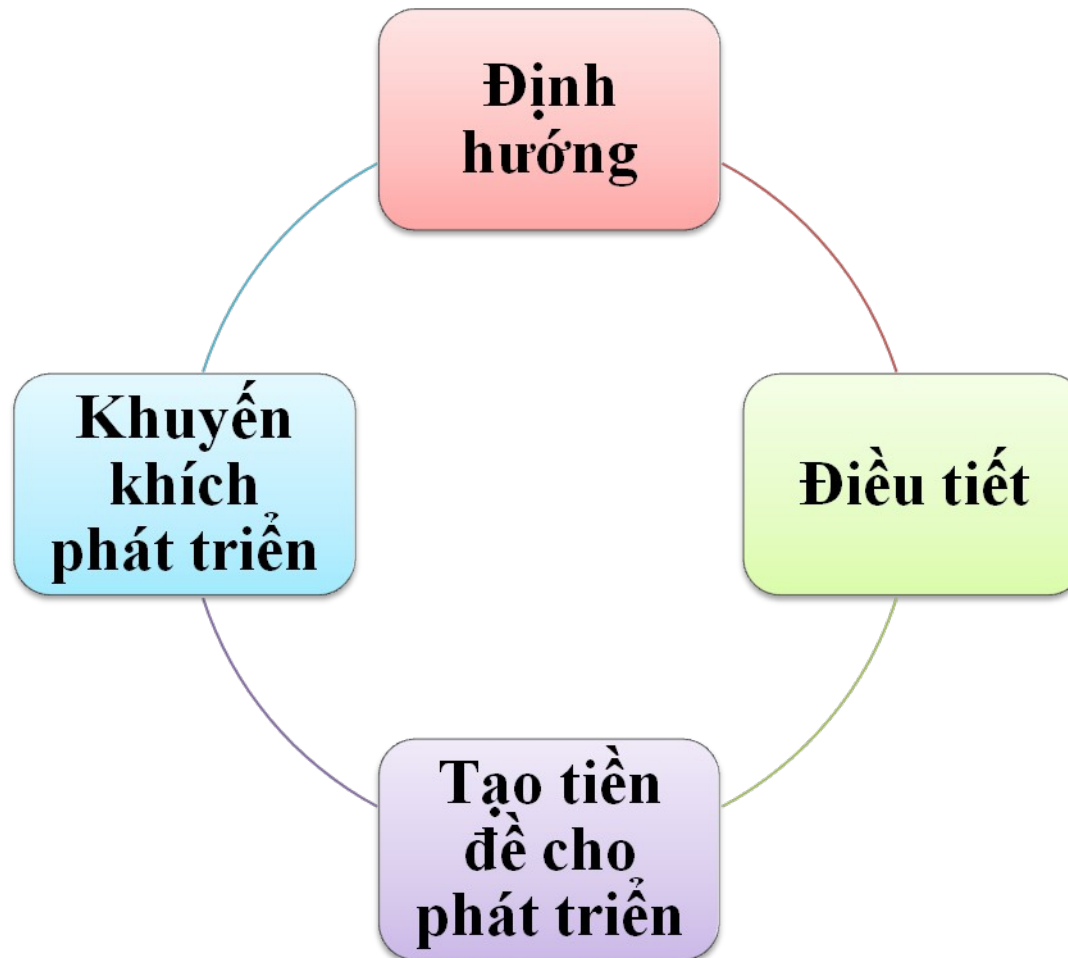 Định
hướng
Khuyến
khích
phát triển
Điều tiết
Tạo tiền
đề cho
phát triển